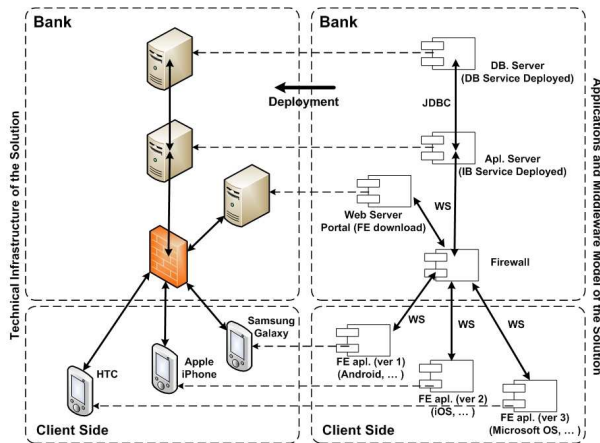 Bank
Bank
DB. Server
(DB Service Deployed)
Deployment
JDBC
Apl. Server
(IB Service Deployed)
Web Server
Portal (FE download)
WS
WS
Firewall
Technical Infrastructure of the Solution
Applications and Middleware Model of the Solution
Samsung
Galaxy
Apple
iPhone
HTC
WS
WS
WS
FE apl. (ver 1)
(Android, ... )
FE apl. (ver 2)
(iOS, ... )
FE apl. (ver 3)
(Microsoft OS, ... )
Client Side
Client Side